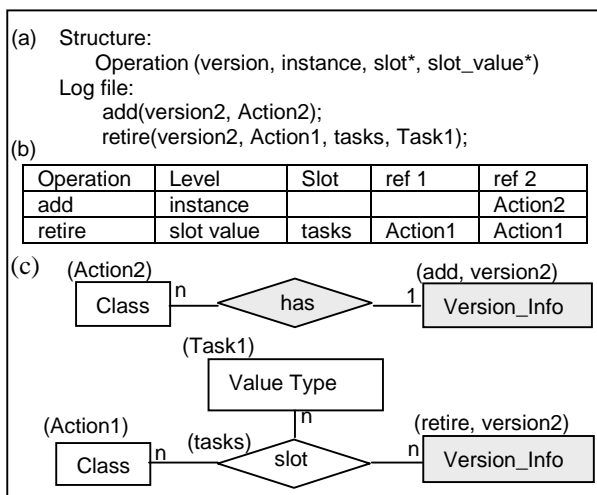 (a) Structure:
Operation (version, instance, slot*, slot_value*)
Log file:
add(version2, Action2);
retire(version2, Action1, tasks, Task1);
(b)
Operation Level Slot ref 1 ref 2
add instance Action2
retire slot value tasks Action1 Action1
(c)
(Action2) (add, version2)
Class n has 1 Version_Info
(Task1)
Value Type
n
(Action1) (tasks) (retire, version2)
Class n slot n Version_Info